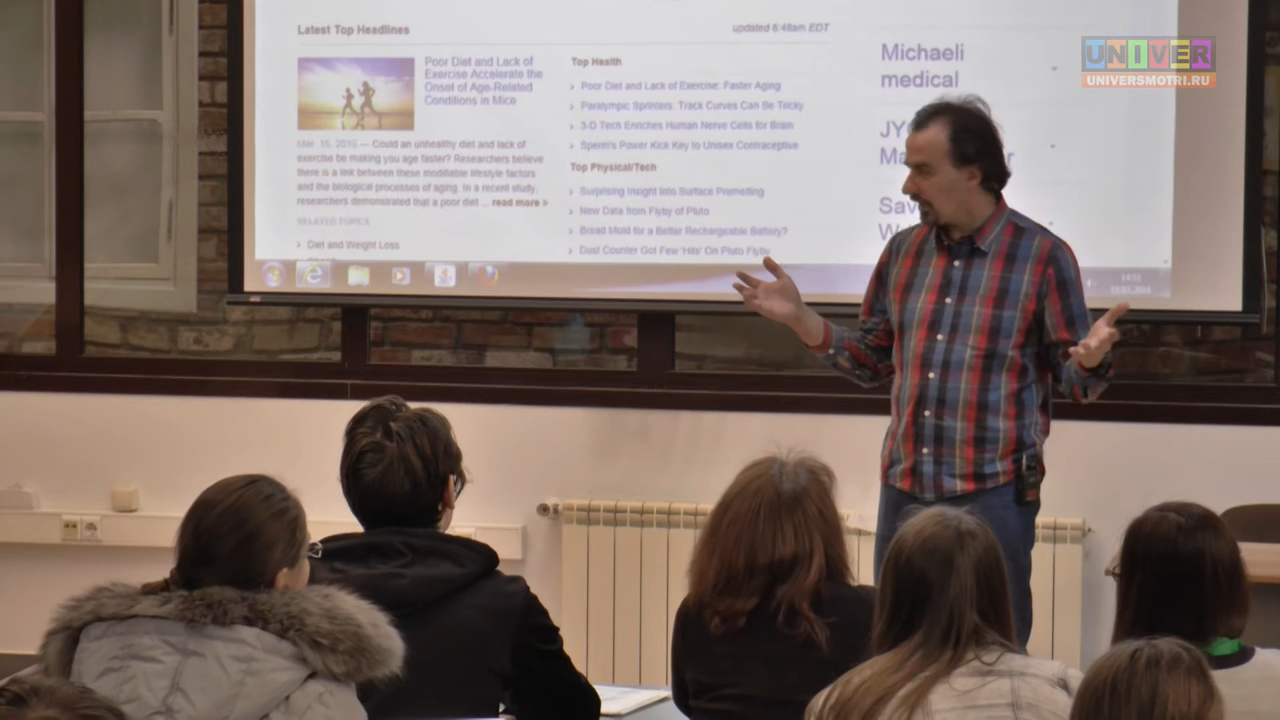 Latest Top Headlines
updated 6:48am EDT
Poor Diet and Lack of
Exercise Accelerate the
Onset of Age-Related
Conditions in Mice
Mar. 15, 2016 — Could an unhealthy diet and lack of
exercise be making you age faster? Researchers believe
there is a link between these modifiable lifestyle factors
and the biological processes of aging. In a recent study,
researchers demonstrated that a poor diet ... read more »
RELATED TOPICS
› Diet and Weight Loss
Top Health
› Poor Diet and Lack of Exercise: Faster Aging
› Paralympic Sprinters: Track Curves Can Be Tricky
› 3-D Tech Enriches Human Nerve Cells for Brain
› Sperm's Power Kick Key to Unisex Contraceptive
Top Physical/Tech
› Surprising Insight Into Surface Premelting
› New Data from Flyby of Pluto
› Bread Mold for a Better Rechargeable Battery?
› Dust Counter Got Few 'Hits' On Pluto Flyby
Michaeli
medical
UNIVER
UNIVERSMOTRI.RU
14:51